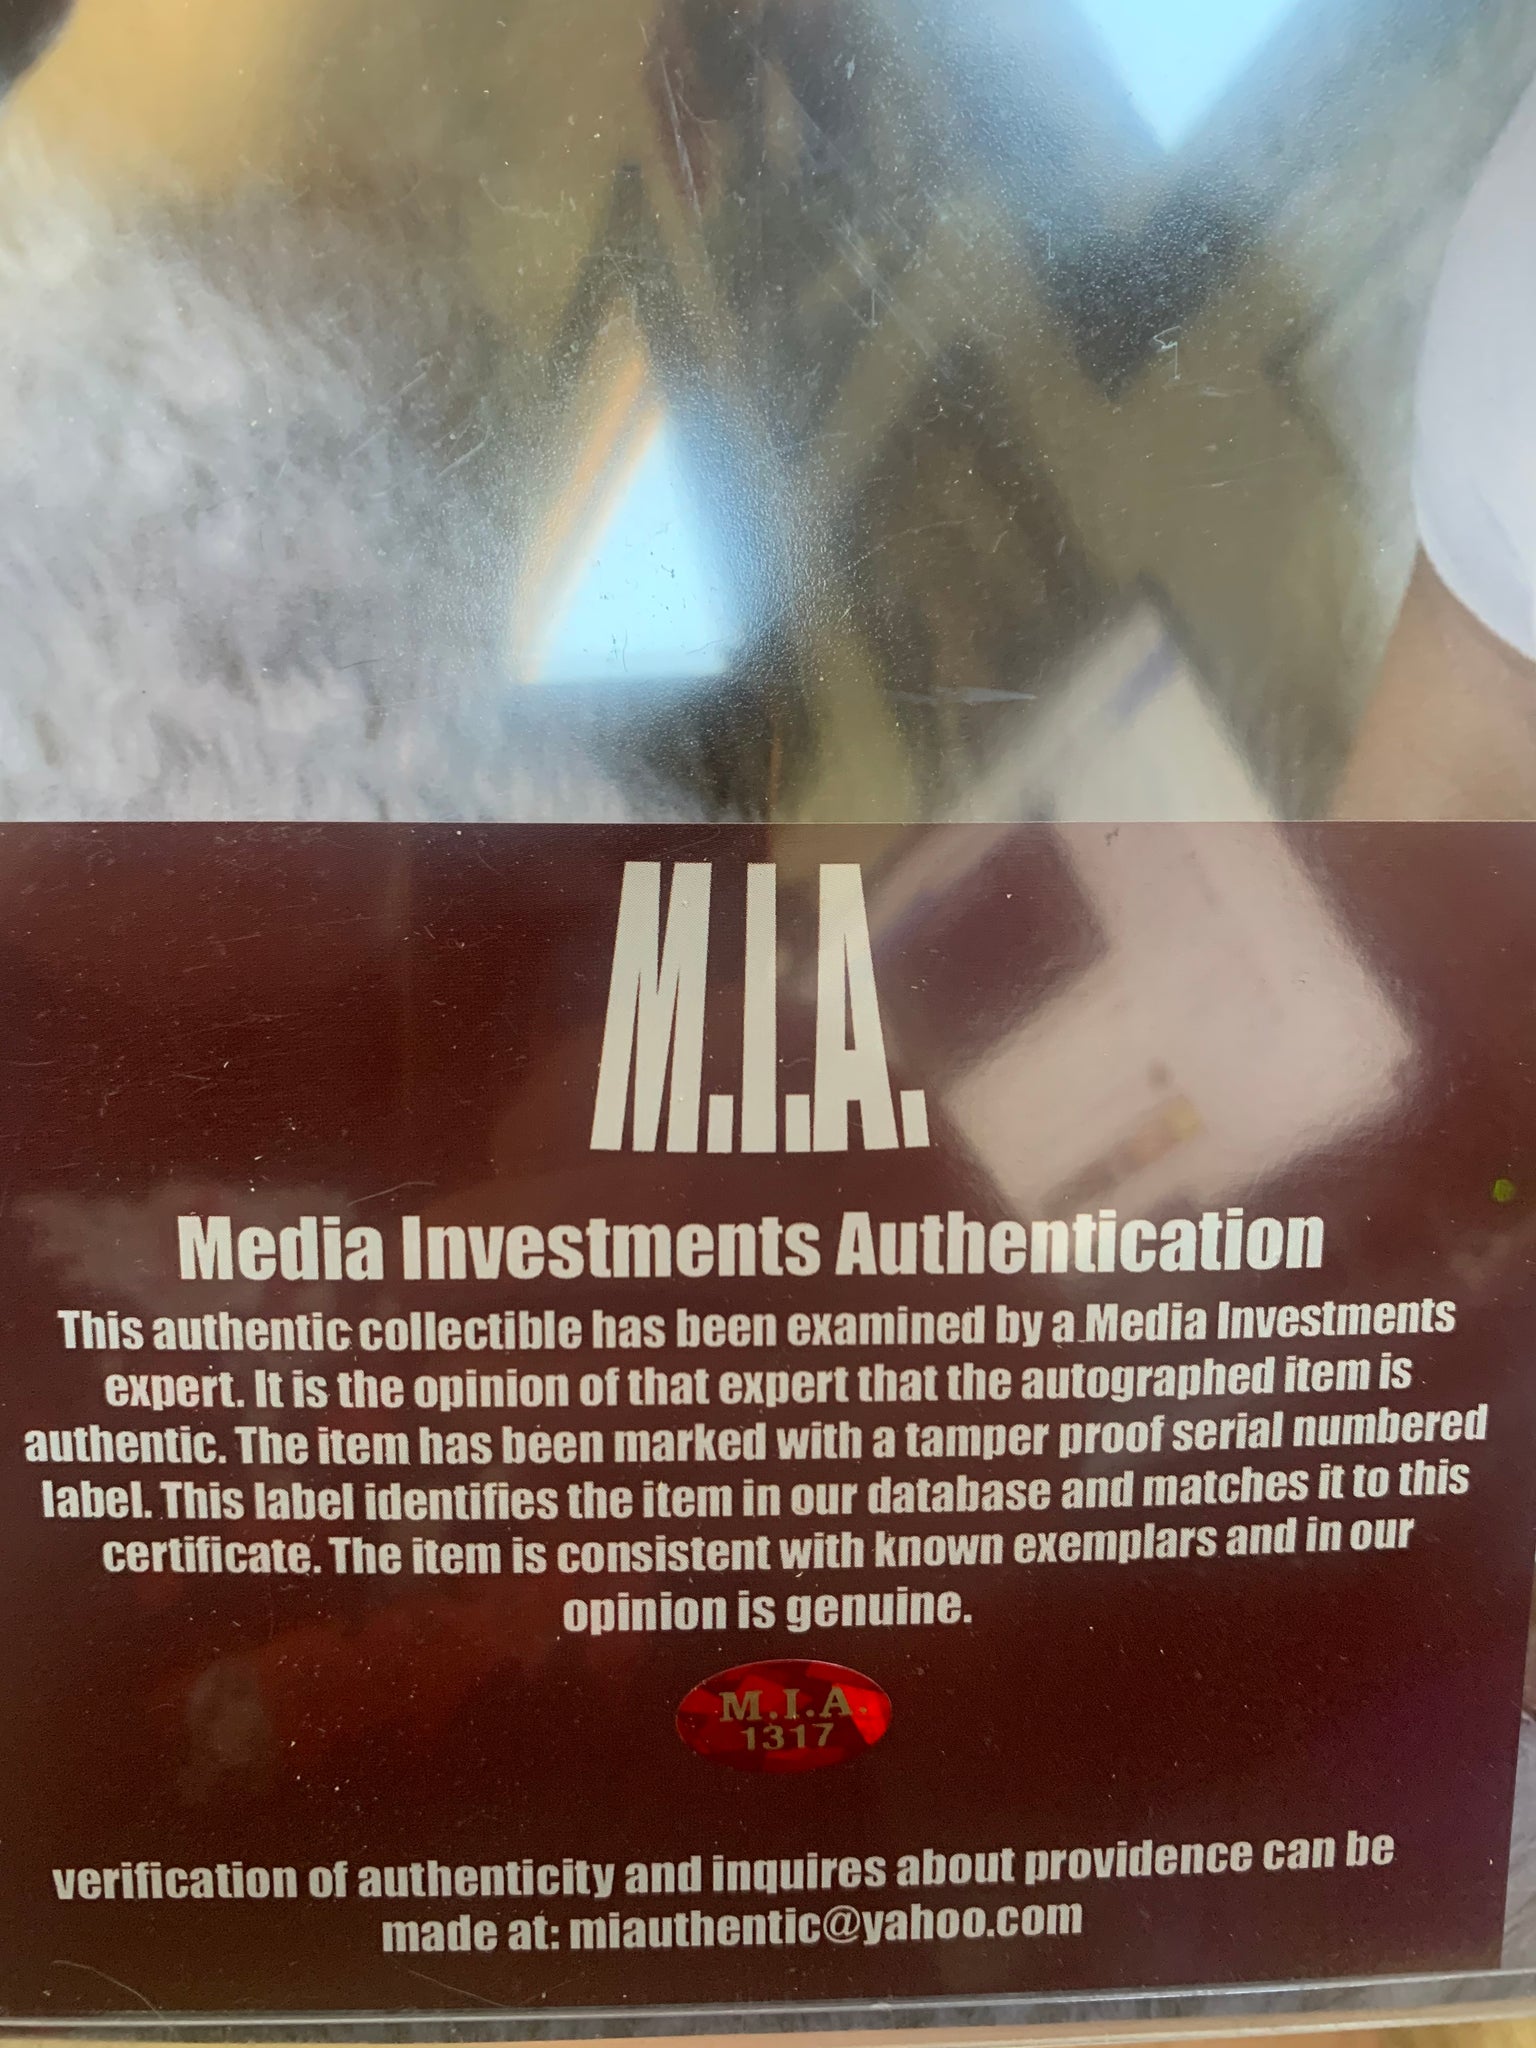 M.I.A.
Media Investments Authentication
This authentic collectible has been examined by a Media Investments
expert. It is the opinion of that expert that the autographed item is
authentic. The item has been marked with a tamper proof serial numbered
label. This label identifies the item in our database and matches it to this
certificate. The item is consistent with known exemplars and in our
opinion is genuine.
M.I.A.
1317
verification of authenticity and inquires about providence can be
made at: miauthentic@yahoo.com